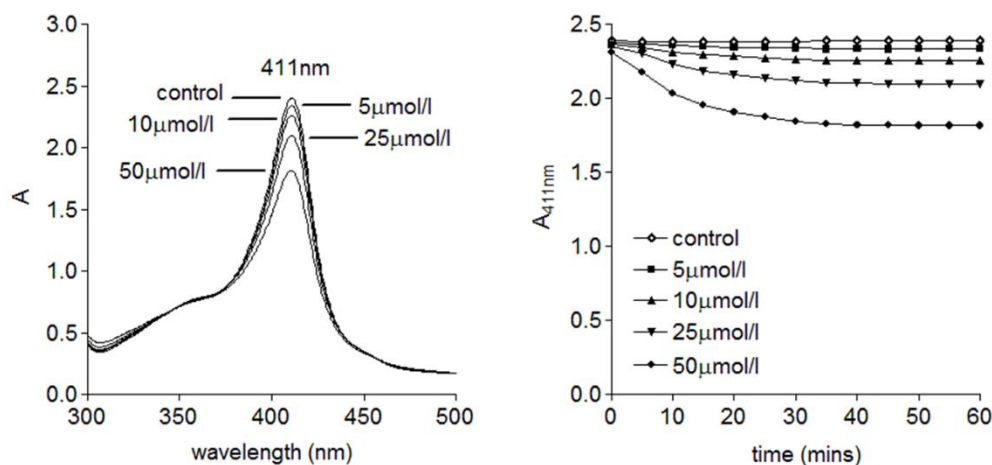 3.0
2.5
2.0
1.5
1.0
0.5
0.0
A
411nm
control
5μmol/l
10μmol/l
25μmol/l
50μmol/l
300 350 400 450 500
wavelength (nm)
2.5
2.0
1.5
1.0
0.5
0.0
A411nm
control
5μmol/l
10μmol/l
25μmol/l
50μmol/l
0 10 20 30 40 50 60
time (mins)